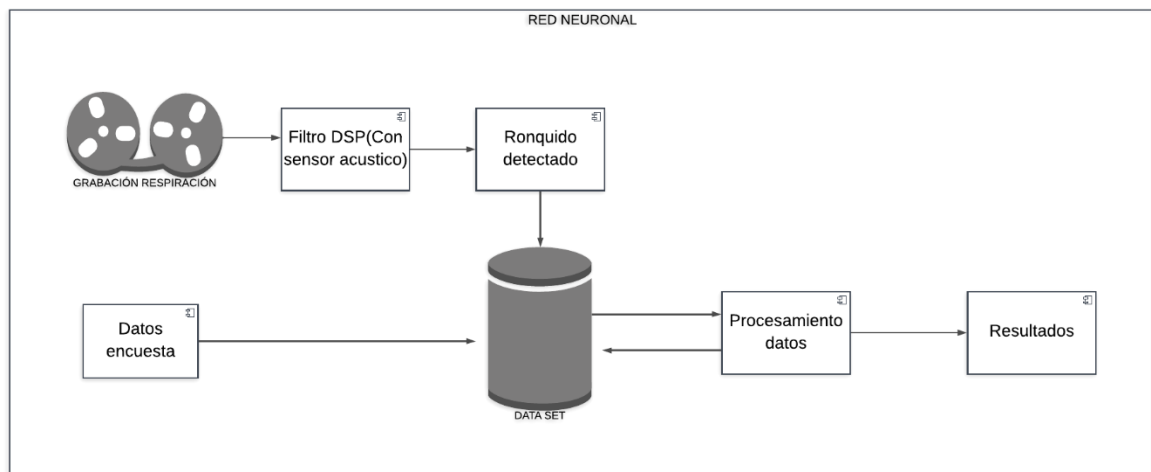 RED NEURONAL
Filtro DSP(Con
sensor acustico)
Ronquido
detectado
GRABACIÓN RESPIRACIÓN
Datos
encuesta
Procesamiento
datos
Resultados
DATA SET